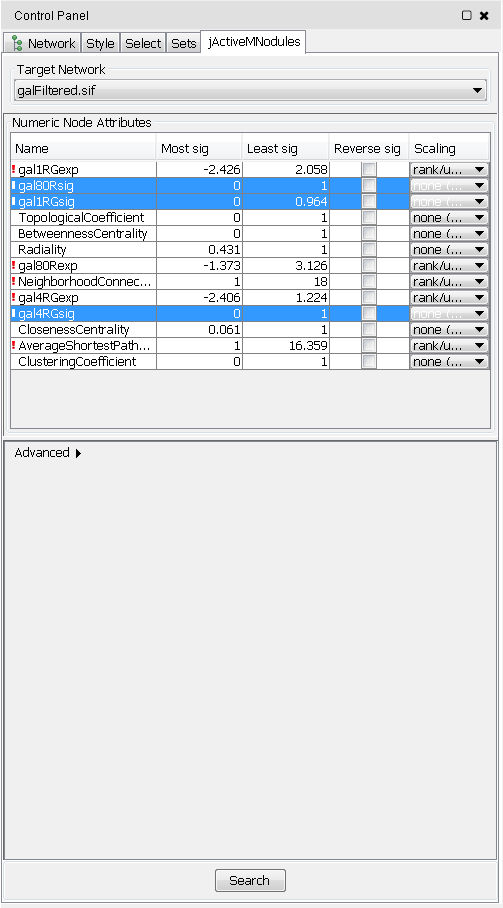 Control Panel
Network Style Select Sets jActiveMNodules
Target Network
galFiltered.sif
Numeric Node Attributes
Name Most sig Least sig Reverse sig Scaling
! gal1RGexp -2.426 2.058 rank/u...
gal80Rsig 0 1 none (...
gal1RGsig 0 0.964 none (...
TopologicalCoefficient 0 1 none (...
BetweennessCentrality 0 1 none (...
Radiality 0.431 1 none (...
! gal80Rexp -1.373 3.126 rank/u...
! NeighborhoodConnec... 1 18 rank/u...
! gal4RGexp -2.406 1.224 rank/u...
gal4RGsig 0 1 none (...
ClosenessCentrality 0.061 1 none (...
! AverageShortestPath... 1 16.359 rank/u...
ClusteringCoefficient 0 1 none (...
Advanced
Search